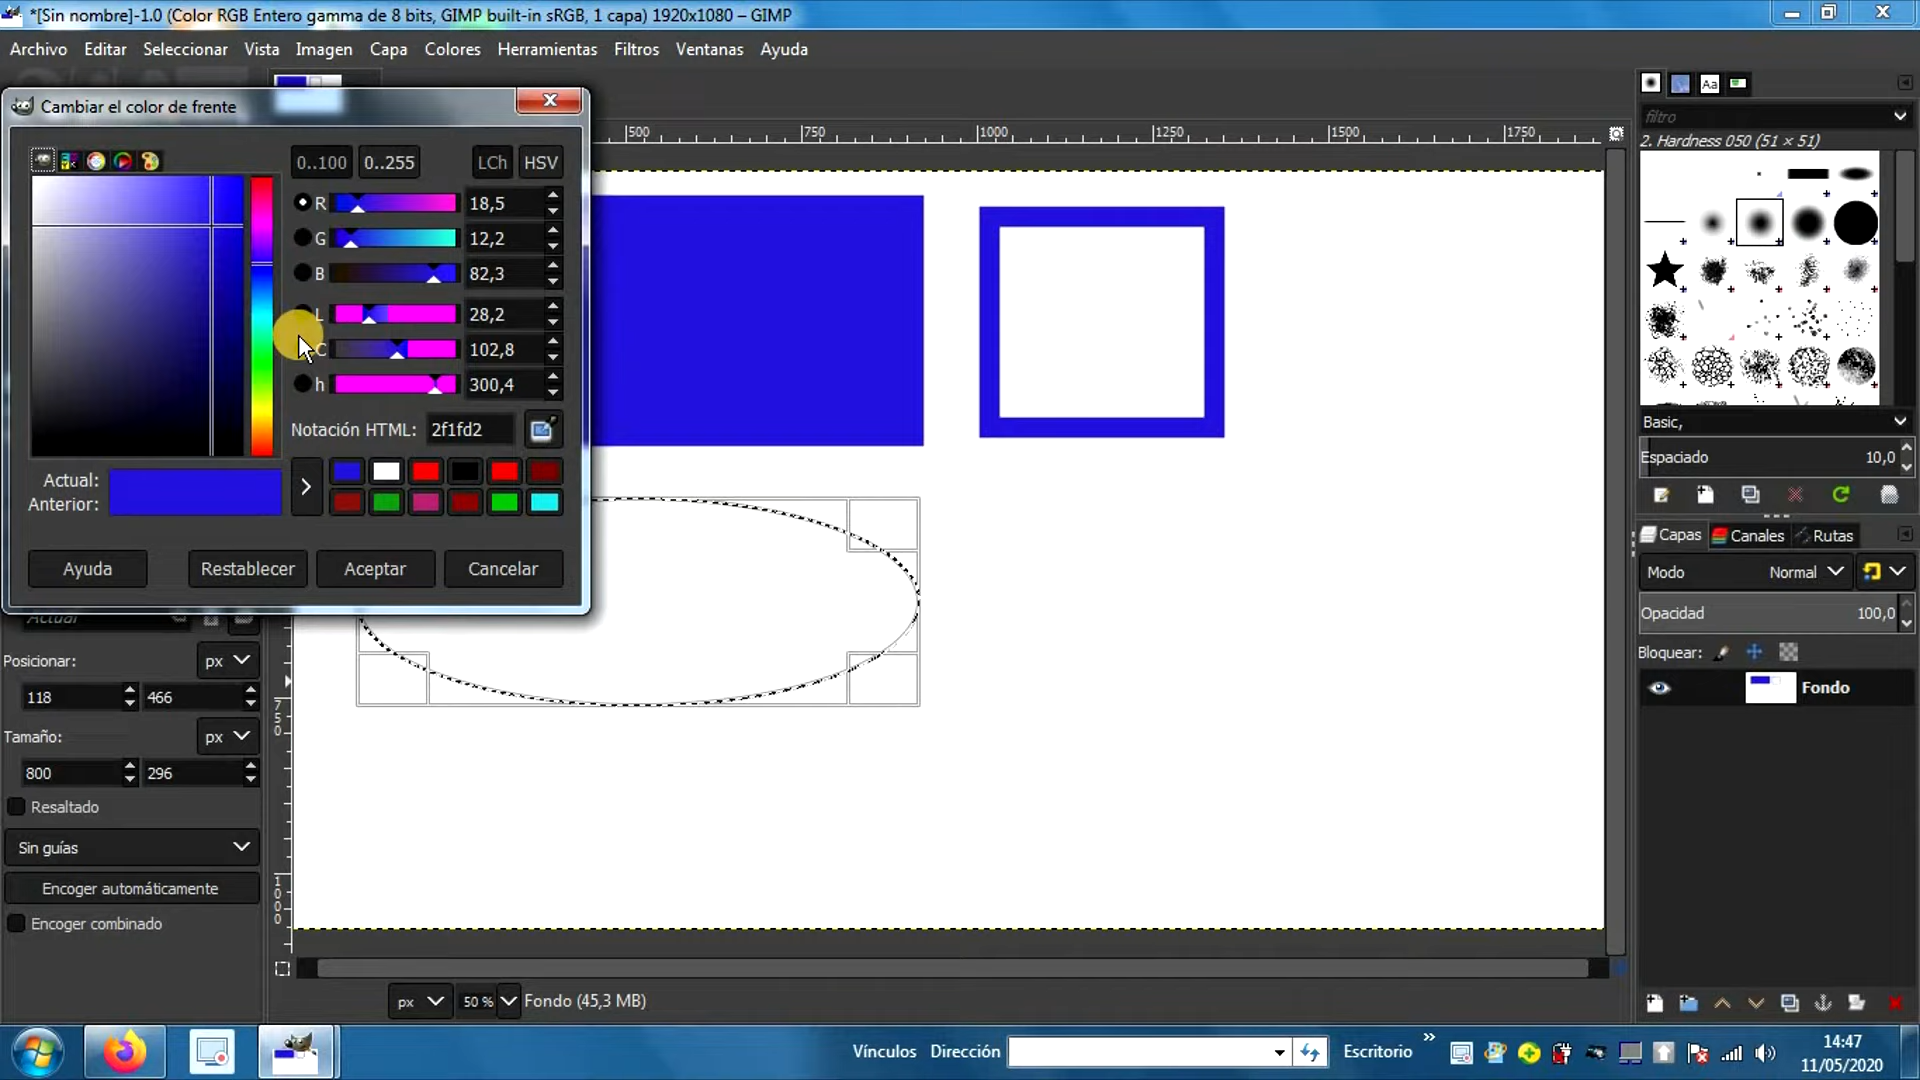 *[Sin nombre]-1.0 (Color RGB Entero gamma de 8 bits, GIMP built-in sRGB, 1 capa) 1920x1080 – GIMP
Archivo Editar Seleccionar Vista Imagen Capa Colores Herramientas Filtros Ventanas Ayuda
Cambiar el color de frente
0..100 0..255 LCh HSV
R 18,5
G 12,2
B 82,3
L 28,2
C 102,8
h 300,4
Notación HTML: 2f1fd2
Actual:
Anterior:
Ayuda Restablecer Aceptar Cancelar
Actual
Posicionar: px
118 466
Tamaño: px
800 296
Resaltado
Sin guías
Encoger automáticamente
Encoger combinado
500 750 1000 1250 1500 1750
750
1000
px 50 % Fondo (45,3 MB)
Aa
filtro
2. Hardness 050 (51 × 51)
Basic,
Espaciado 10,0
Capas Canales Rutas
Modo Normal
Opacidad 100,0
Bloquear:
Fondo
Vínculos Dirección Escritorio »
14:47
11/05/2020